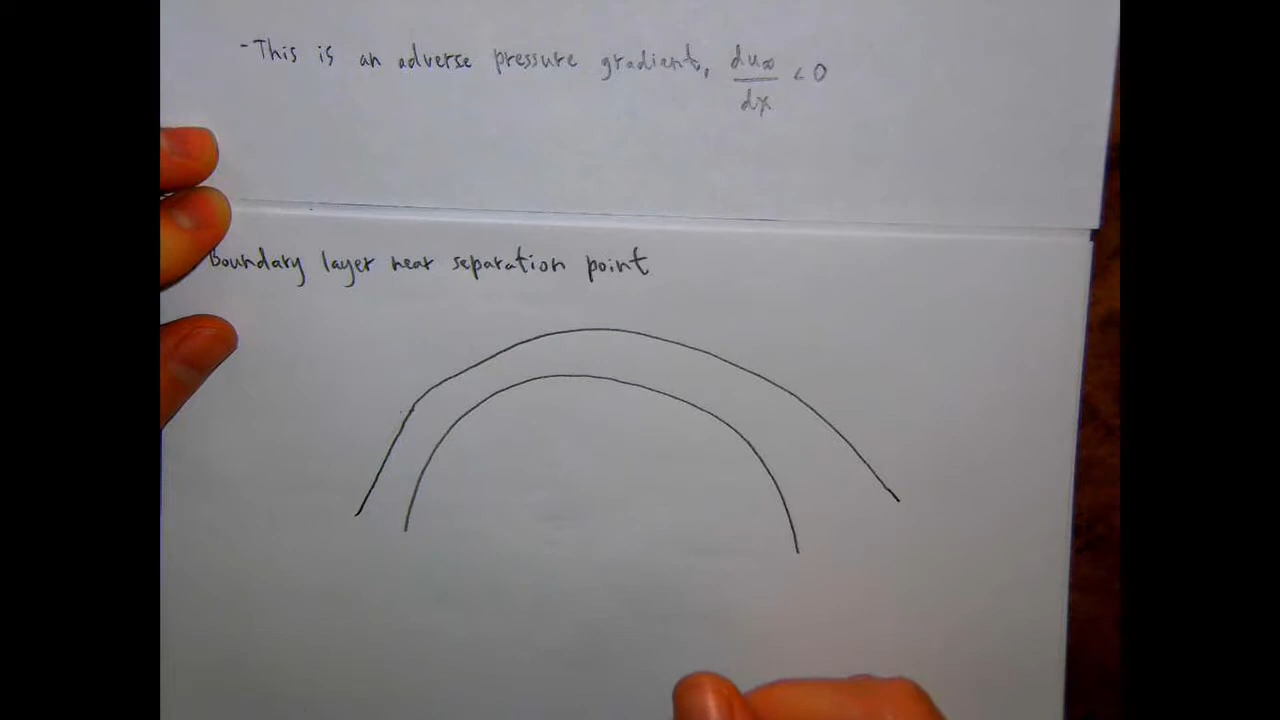 - This is an adverse pressure gradient, du∞/dx < 0
Boundary layer near separation point